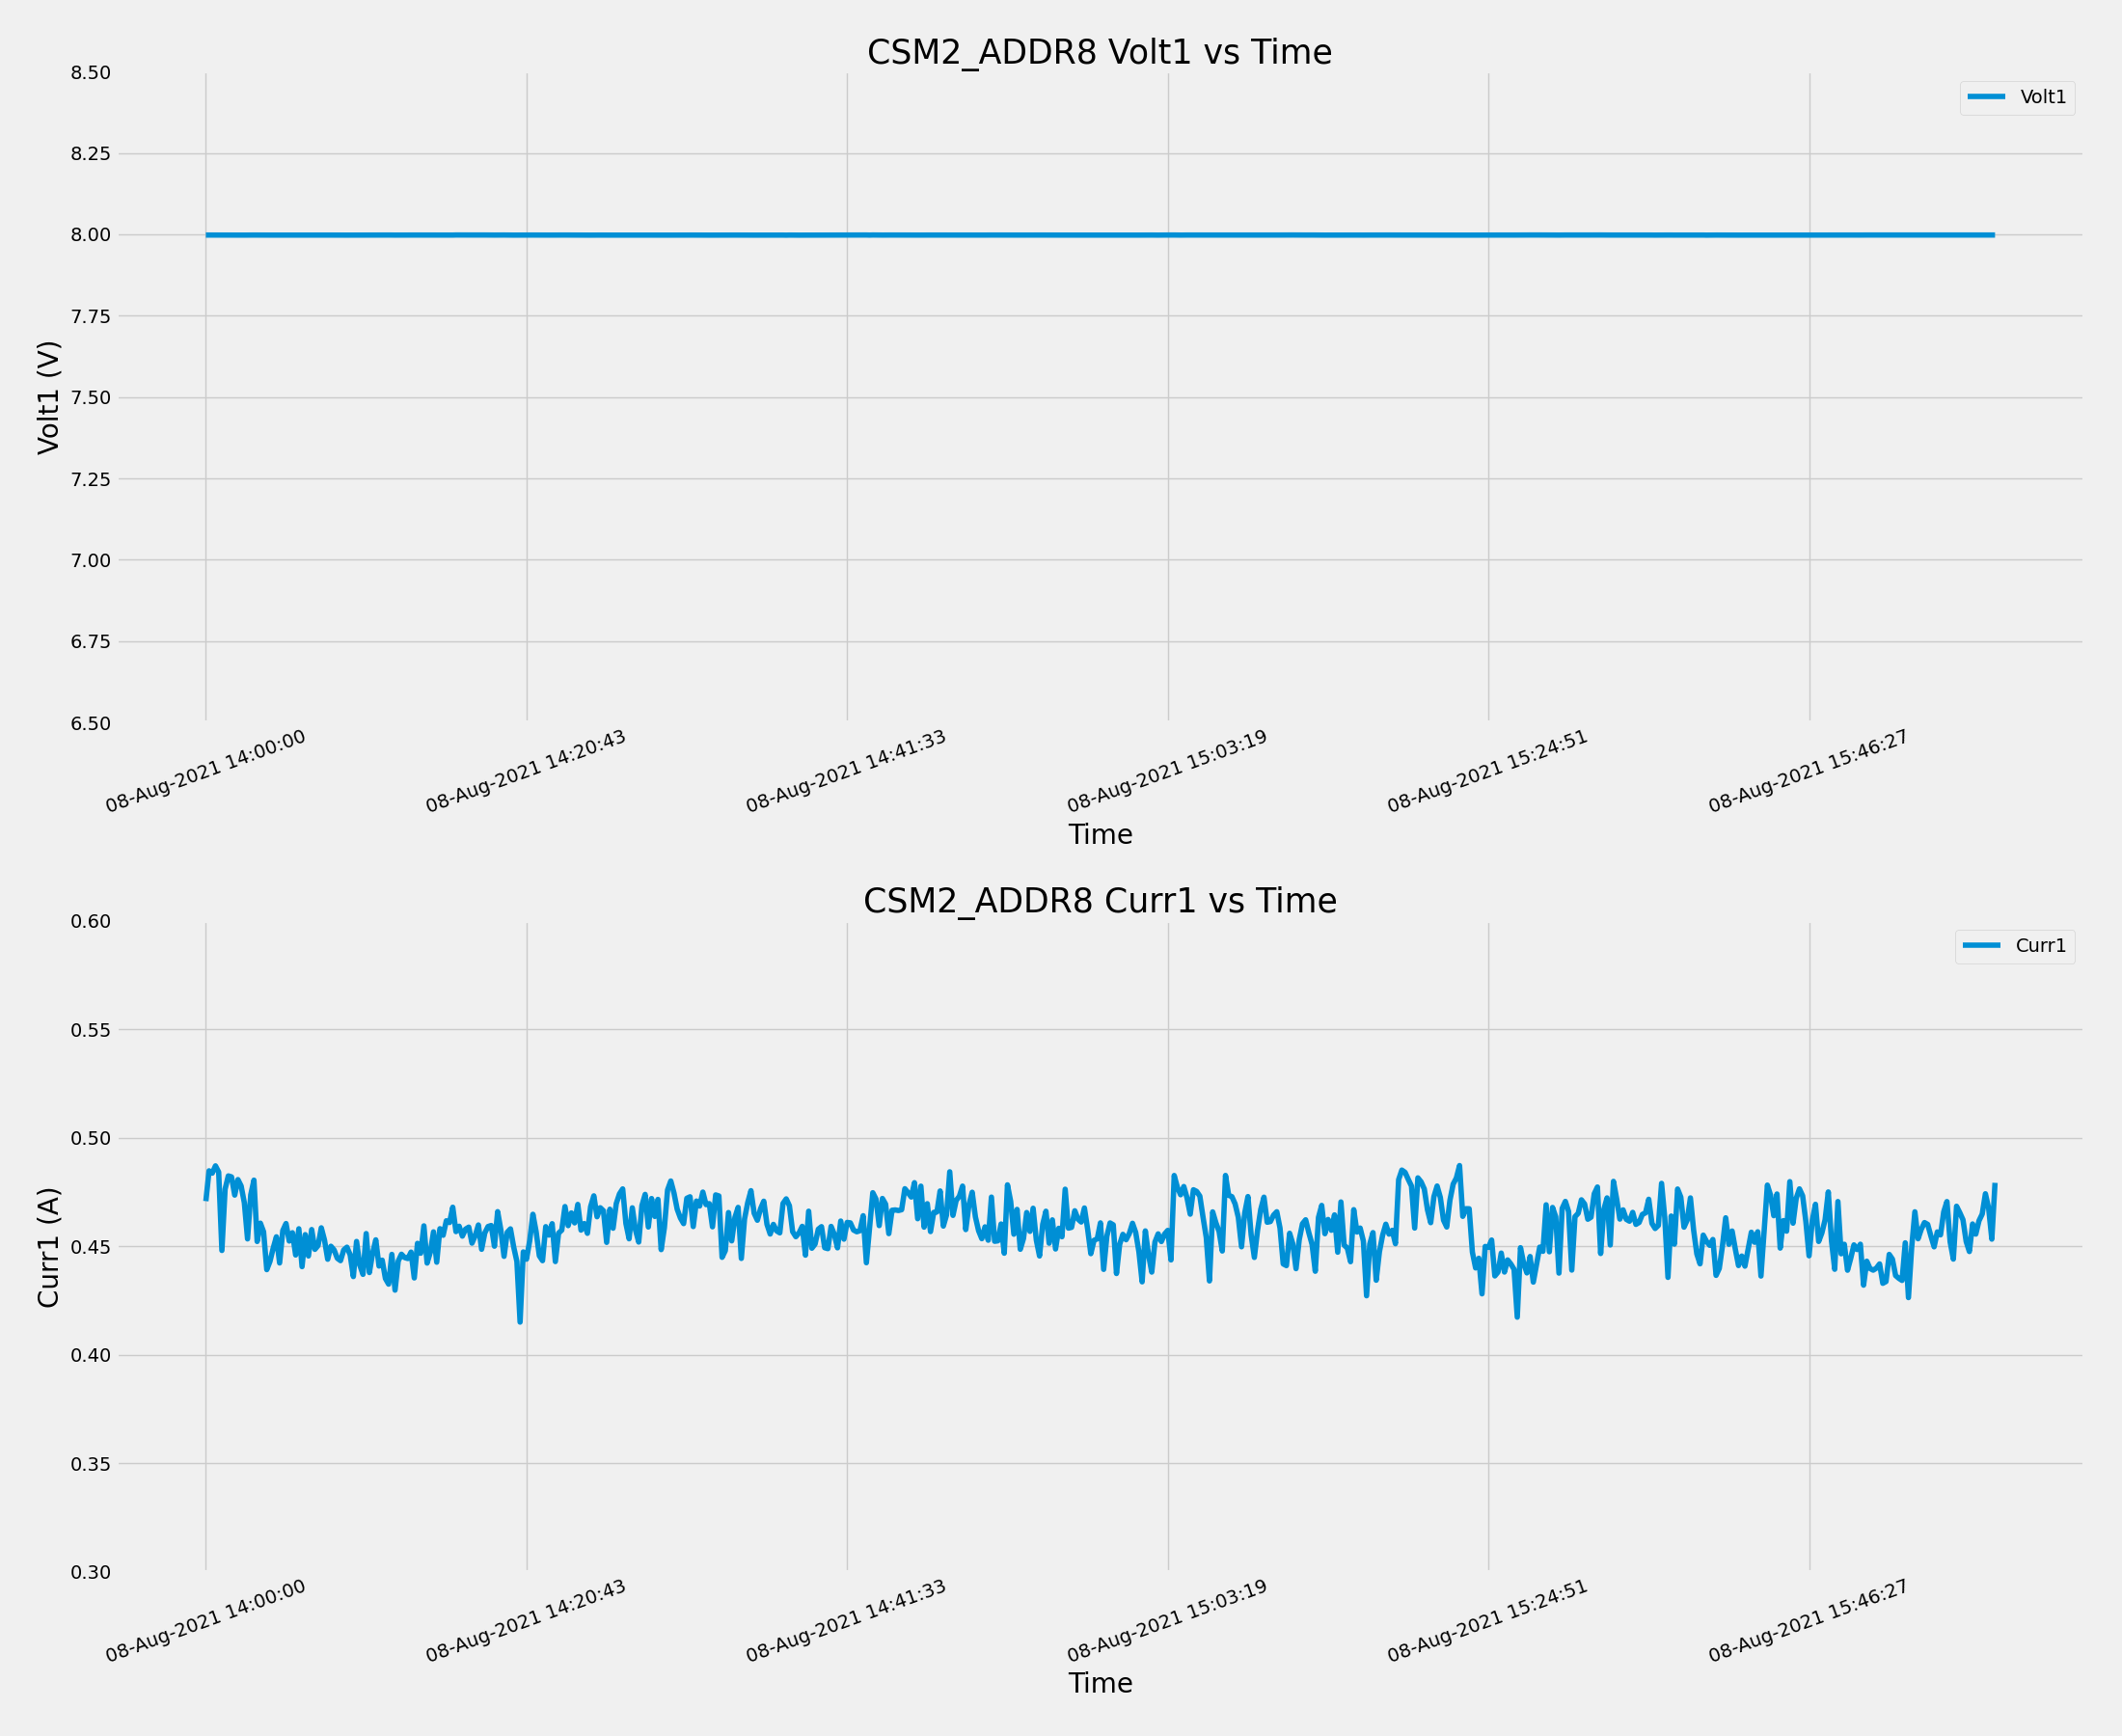 CSM2_ADDR8 Volt1 vs Time
8.50
8.25
8.00
7.75
7.50
7.25
7.00
6.75
6.50
Volt1 (V)
Volt1
08-Aug-2021 14:00:00
08-Aug-2021 14:20:43
08-Aug-2021 14:41:33
08-Aug-2021 15:03:19
08-Aug-2021 15:24:51
08-Aug-2021 15:46:27
Time
CSM2_ADDR8 Curr1 vs Time
0.60
0.55
0.50
0.45
0.40
0.35
0.30
Curr1 (A)
Curr1
08-Aug-2021 14:00:00
08-Aug-2021 14:20:43
08-Aug-2021 14:41:33
08-Aug-2021 15:03:19
08-Aug-2021 15:24:51
08-Aug-2021 15:46:27
Time